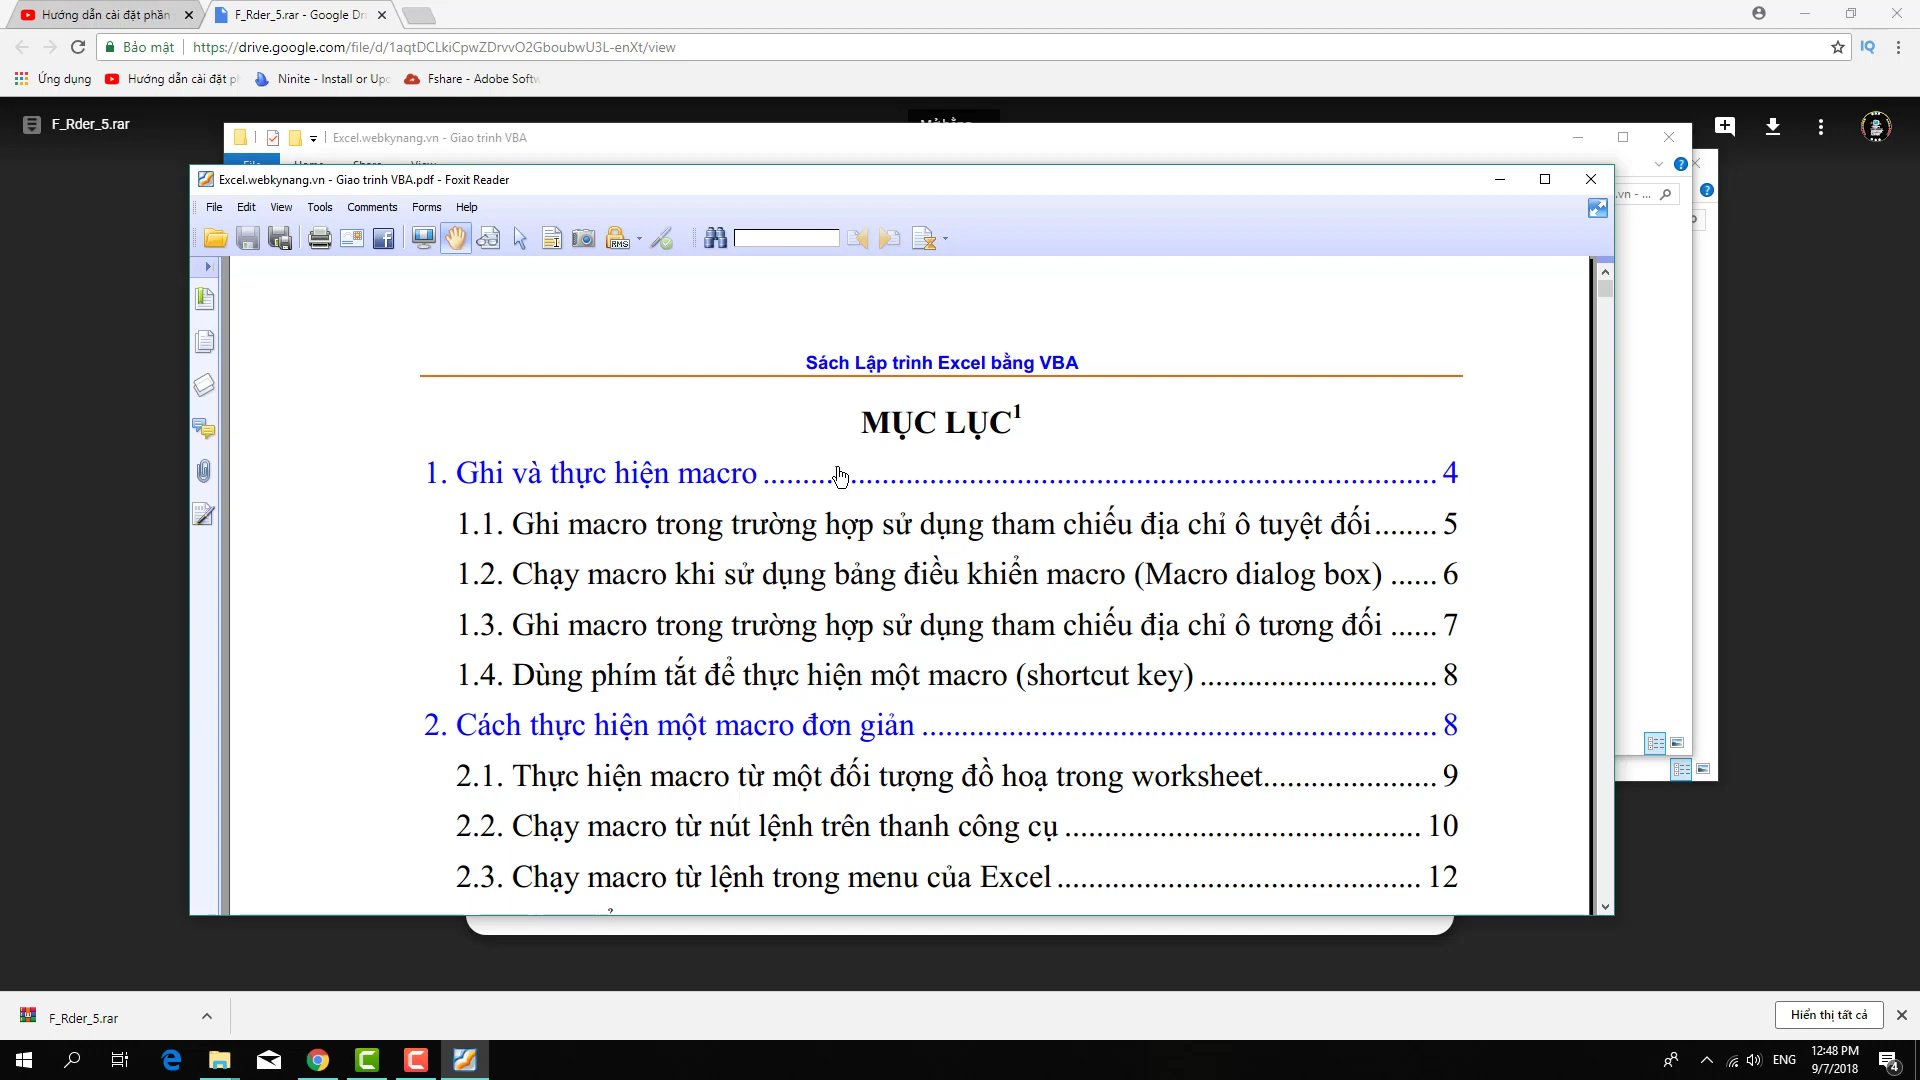 Hướng dẫn cài đặt phần
F_Rder_5.rar - Google Dr
Bảo mật
https://drive.google.com/file/d/1aqtDCLkiCpwZDrvvO2GboubwU3L-enXt/view
IQ
Ứng dụng
Hướng dẫn cài đặt ph
Ninite - Install or Upd
Fshare - Adobe Softw
F_Rder_5.rar
Excel.webkynang.vn - Giao trinh VBA
Excel.webkynang.vn - Giao trinh VBA.pdf - Foxit Reader
.vn - ...
File Edit View Tools Comments Forms Help
RMS
Sách Lập trình Excel bằng VBA
MỤC LỤC1
1. Ghi và thực hiện macro ........ 4
1.1. Ghi macro trong trường hợp sử dụng tham chiếu địa chỉ ô tuyệt đối ........ 5
1.2. Chạy macro khi sử dụng bảng điều khiển macro (Macro dialog box) ...... 6
1.3. Ghi macro trong trường hợp sử dụng tham chiếu địa chỉ ô tương đối ...... 7
1.4. Dùng phím tắt để thực hiện một macro (shortcut key) ........ 8
2. Cách thực hiện một macro đơn giản ........ 8
2.1. Thực hiện macro từ một đối tượng đồ hoạ trong worksheet........ 9
2.2. Chạy macro từ nút lệnh trên thanh công cụ ........ 10
2.3. Chạy macro từ lệnh trong menu của Excel ........ 12
F_Rder_5.rar
Hiển thị tất cả
ENG
12:48 PM
9/7/2018
4